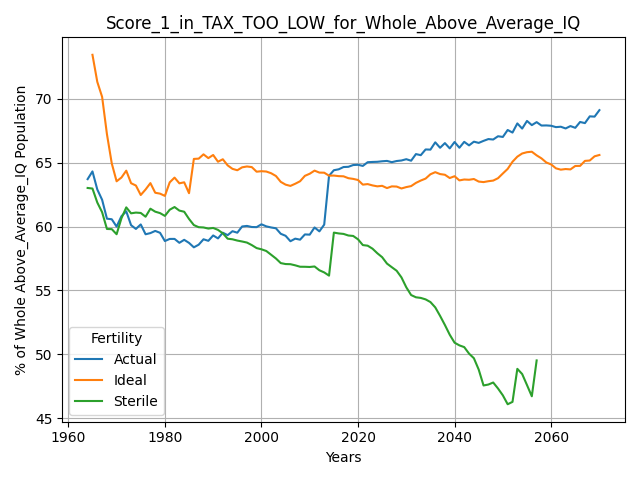 Score_1_in_TAX_TOO_LOW_for_Whole_Above_Average_IQ
% of Whole Above_Average_IQ Population
70
65
60
55
50
45
Fertility
Actual
Ideal
Sterile
1960
1980
2000
2020
2040
2060
Years